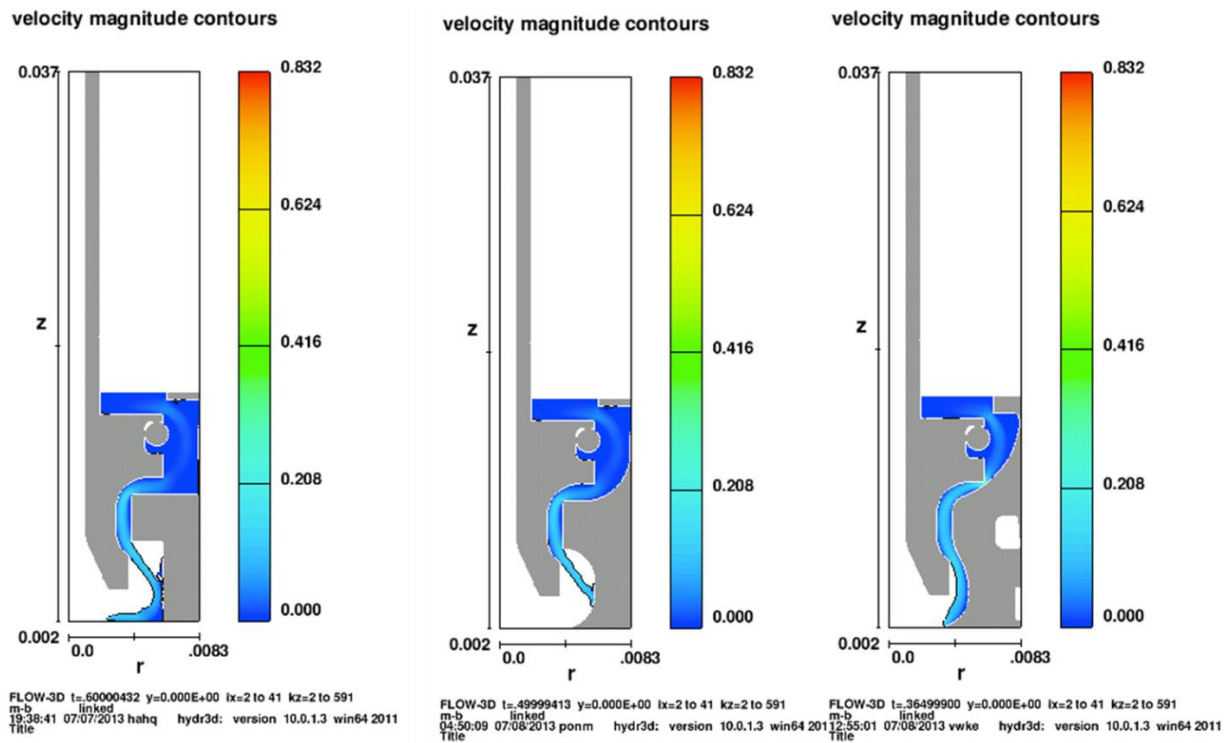 velocity magnitude contours
0.037
z
0.002
0.0
.0083
r
0.832
0.624
0.416
0.208
0.000
FLOW-3D t=.60000432 y=0.000E+00 ix=2 to 41 kz=2 to 591
m-b linked
19:38:41 07/07/2013 hahq hydr3d: version 10.0.1.3 win64 2011
Title
velocity magnitude contours
0.037
z
0.002
0.0
.0083
r
0.832
0.624
0.416
0.208
0.000
FLOW-3D t=.49999413 y=0.000E+00 ix=2 to 41 kz=2 to 591
m-b linked
04:50:09 07/08/2013 ponm hydr3d: version 10.0.1.3 win64 2011
Title
velocity magnitude contours
0.037
z
0.002
0.0
.0083
r
0.832
0.624
0.416
0.208
0.000
FLOW-3D t=.36499900 y=0.000E+00 ix=2 to 41 kz=2 to 591
m-b linked
12:55:01 07/08/2013 vwke hydr3d: version 10.0.1.3 win64 2011
Title